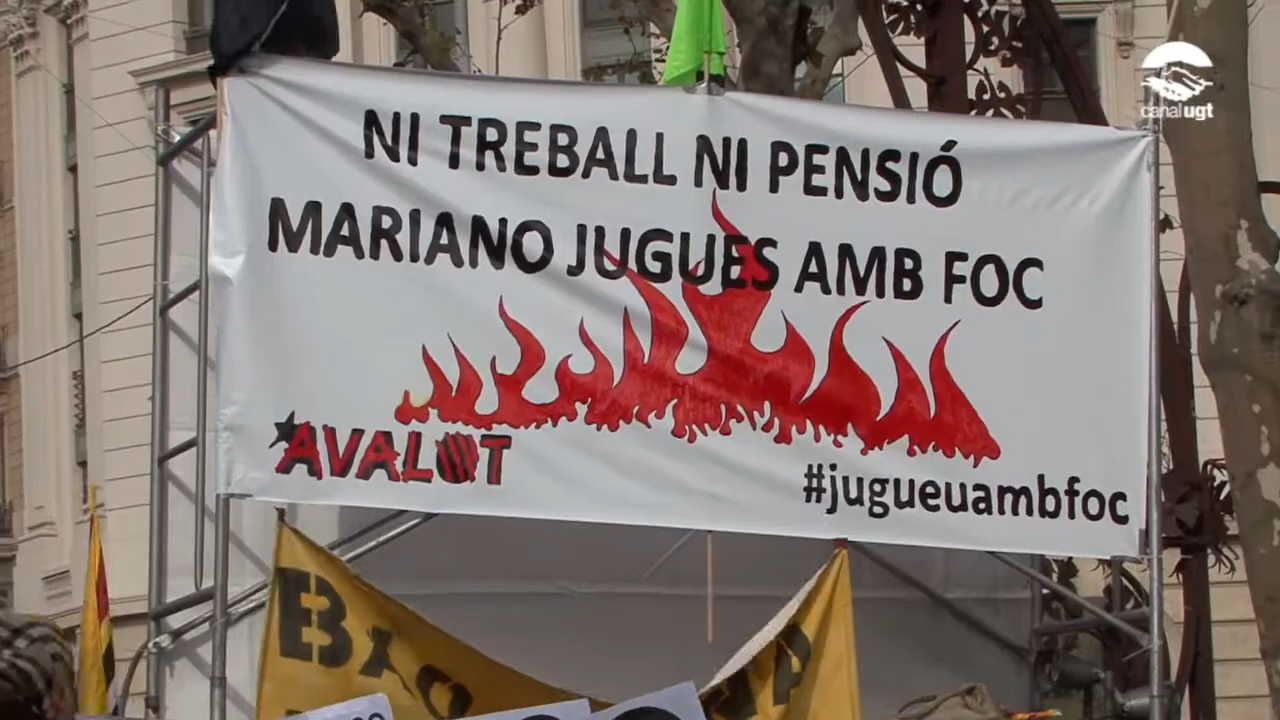 canalugt
NI TREBALL NI PENSIÓ
MARIANO JUGUES AMB FOC
AVALOT
#jugueuambfoc